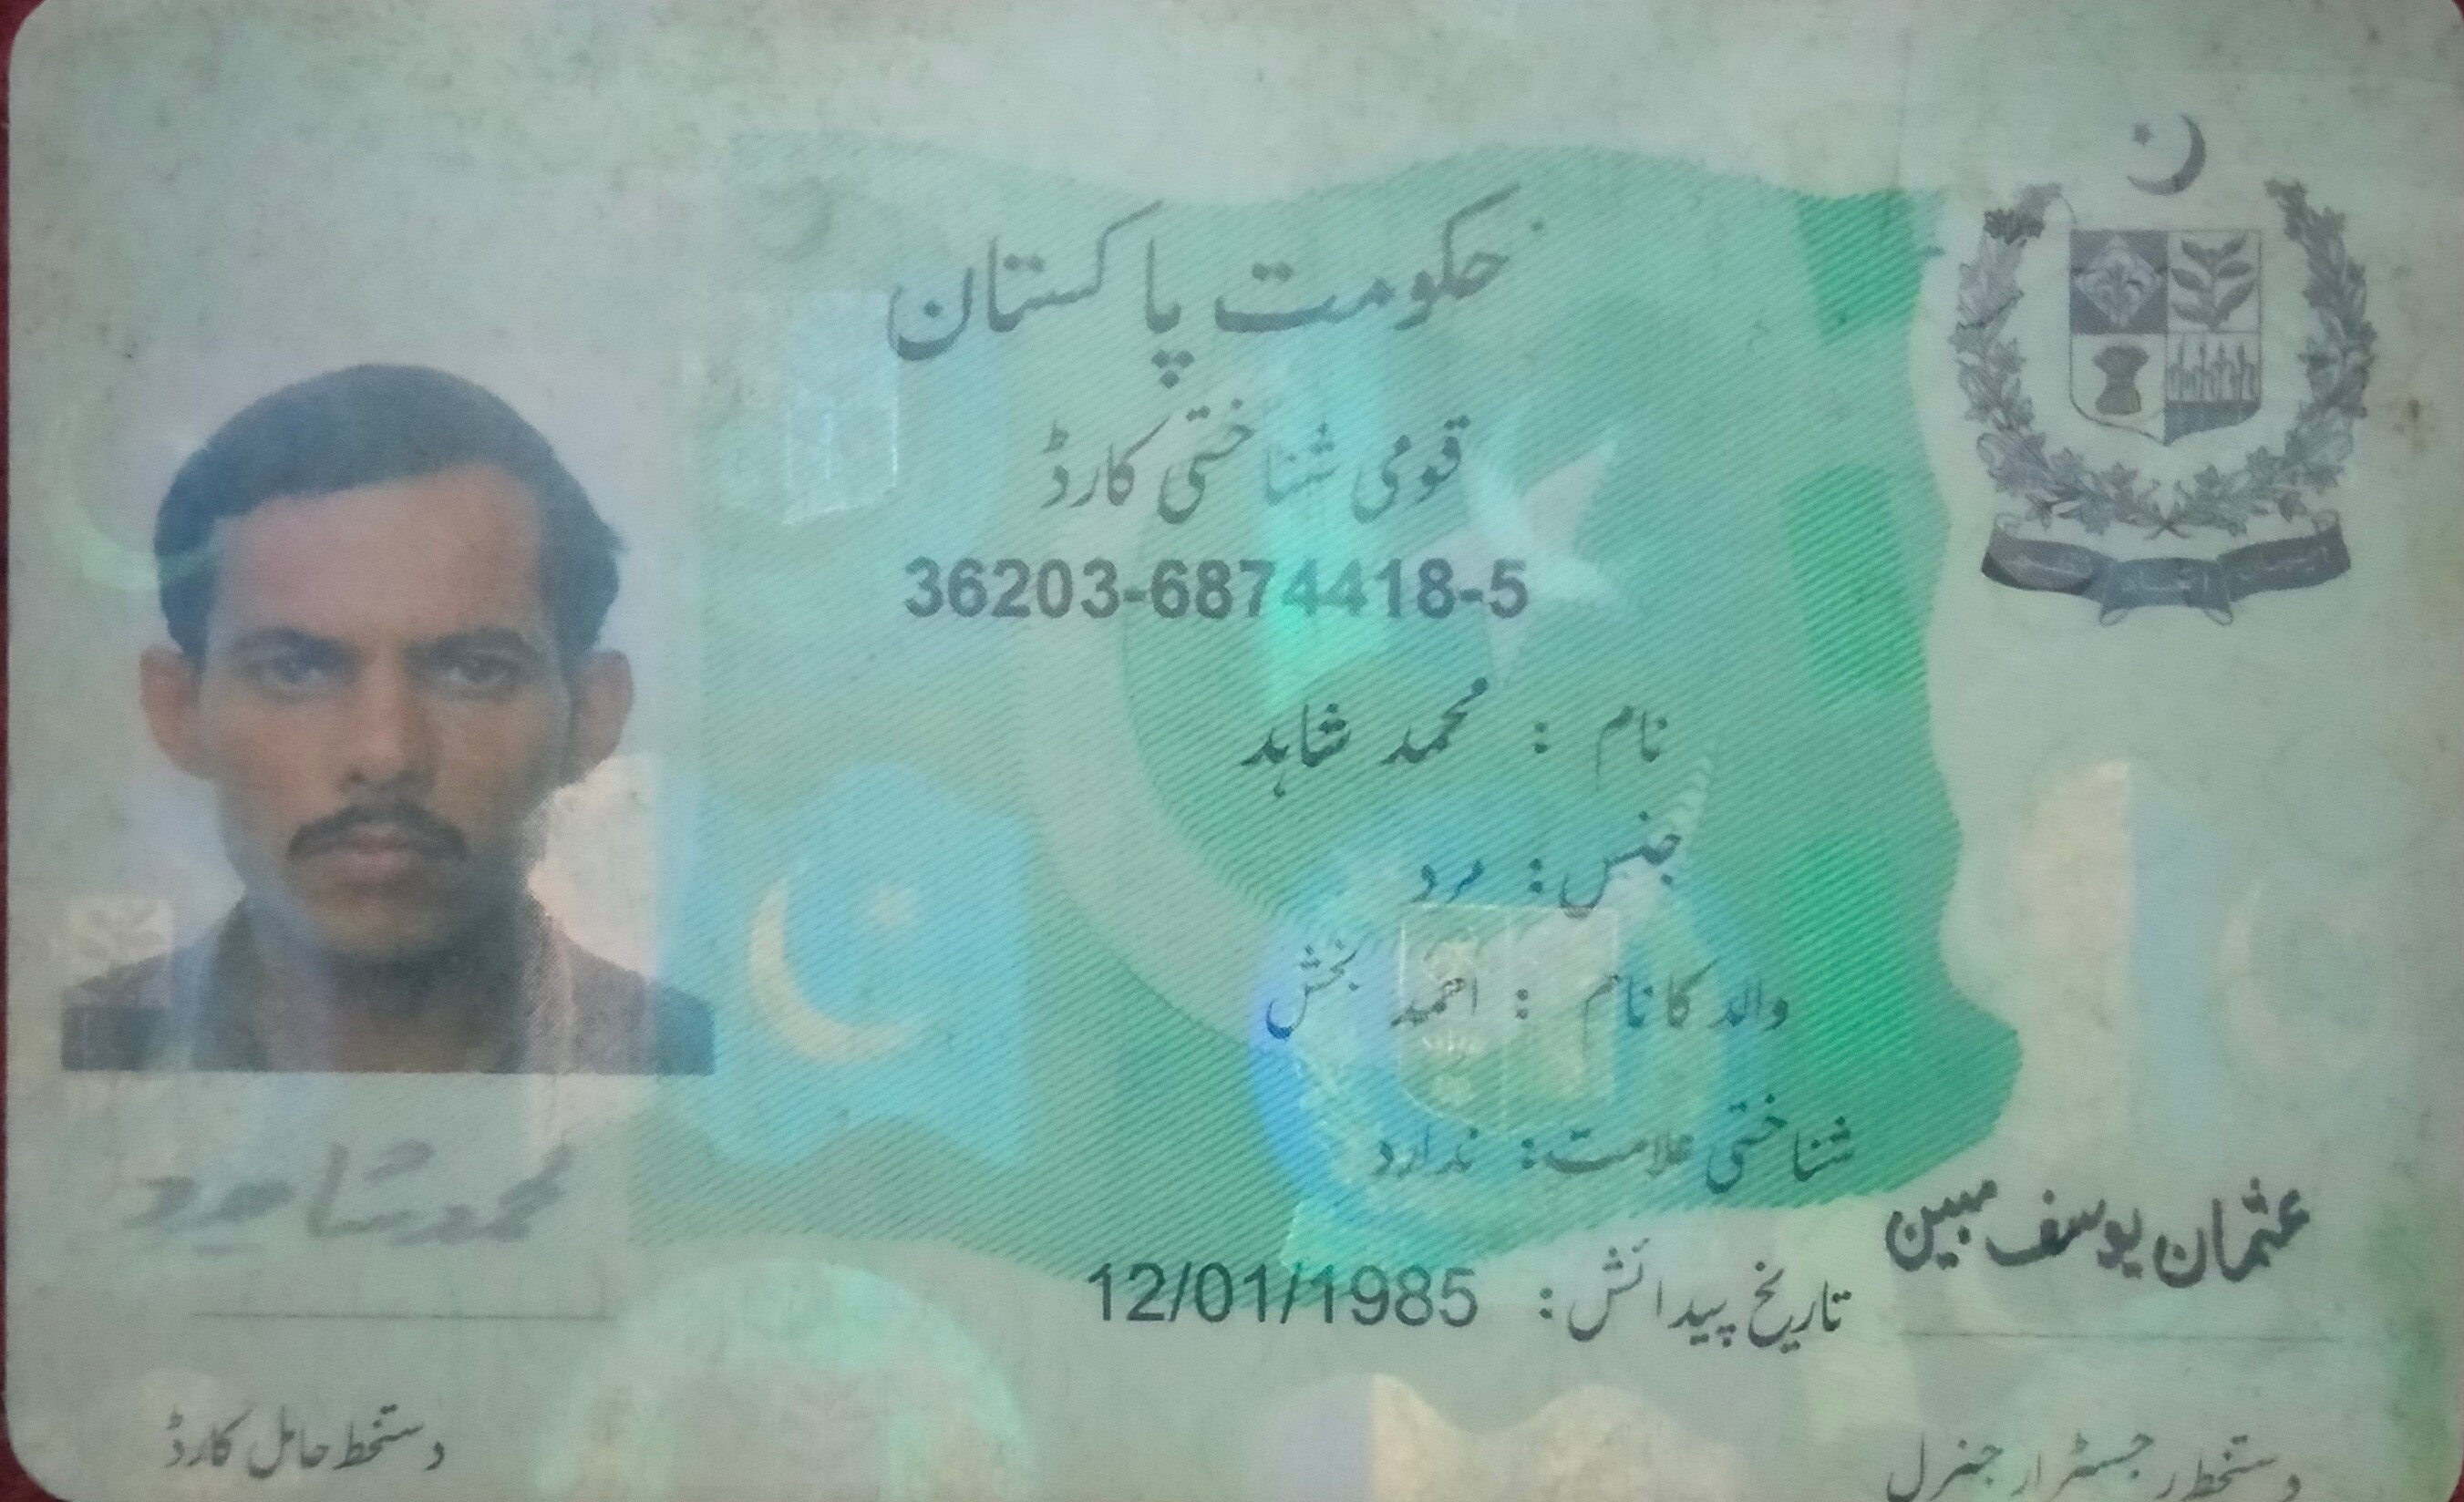 حکومت پاکستان
قومی شناختی کارڈ
36203-6874418-5
نام : محمد شاہد
جنس : مرد
والد کا نام : احمد بخش
شناختی علامت : ندارد
تاریخ پیدائش : 12/01/1985
محمد شاہد
دستخط حامل کارڈ
عثمان یوسف مبین
دستخط رجسٹرار جنرل